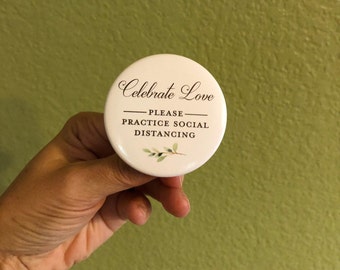 Celebrate Love
PLEASE
PRACTICE SOCIAL
DISTANCING